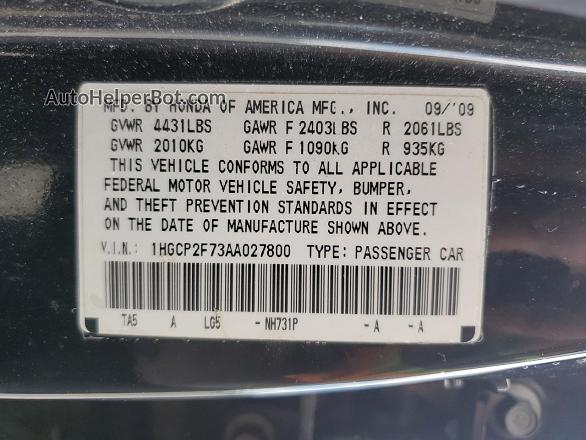 AutoHelperBot.com
MFD. BY HONDA OF AMERICA MFG., INC. 09/'09
GVWR 4431LBS GAWR F 2403LBS R 2061LBS
GVWR 2010KG GAWR F 1090KG R 935KG
THIS VEHICLE CONFORMS TO ALL APPLICABLE
FEDERAL MOTOR VEHICLE SAFETY, BUMPER,
AND THEFT PREVENTION STANDARDS IN EFFECT
ON THE DATE OF MANUFACTURE SHOWN ABOVE.
V.I.N.: 1HGCP2F73AA027800 TYPE: PASSENGER CAR
TA5 A LG5 - NH731P - A - A